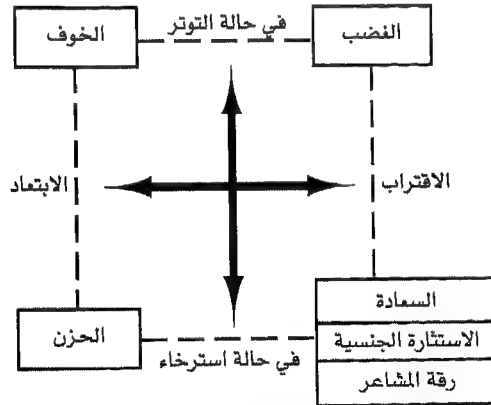 الغضب
في حالة التوتر
الخوف
الاقتراب
الابتعاد
السعادة
الاستثارة الجنسية
رقة المشاعر
في حالة استرخاء
الحزن